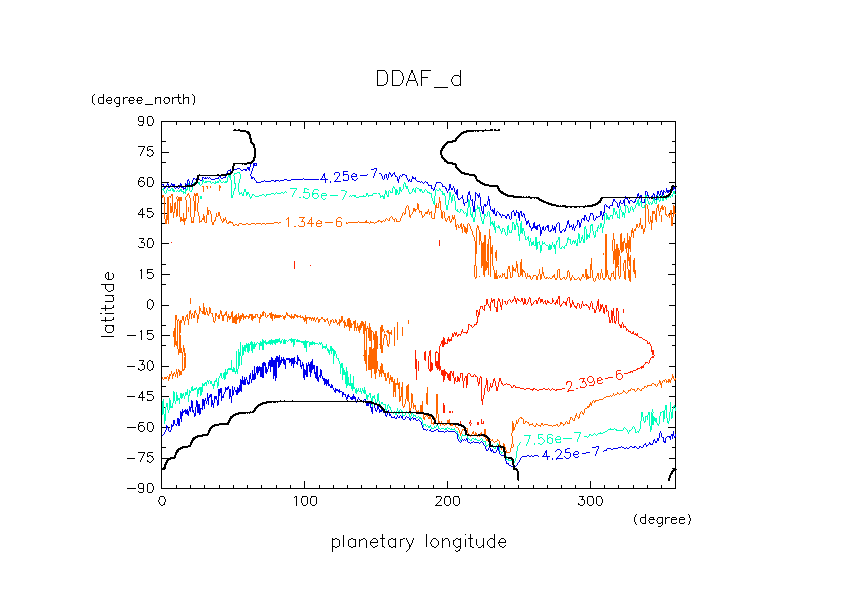 DDAF_d
(degree_north)
90
75
60
45
30
15
0
−15
−30
−45
−60
−75
−90
4.25e-7
7.56e-7
1.34e-6
2.39e-6
7.56e-7
4.25e-7
latitude
0 100 200 300
(degree)
planetary longitude